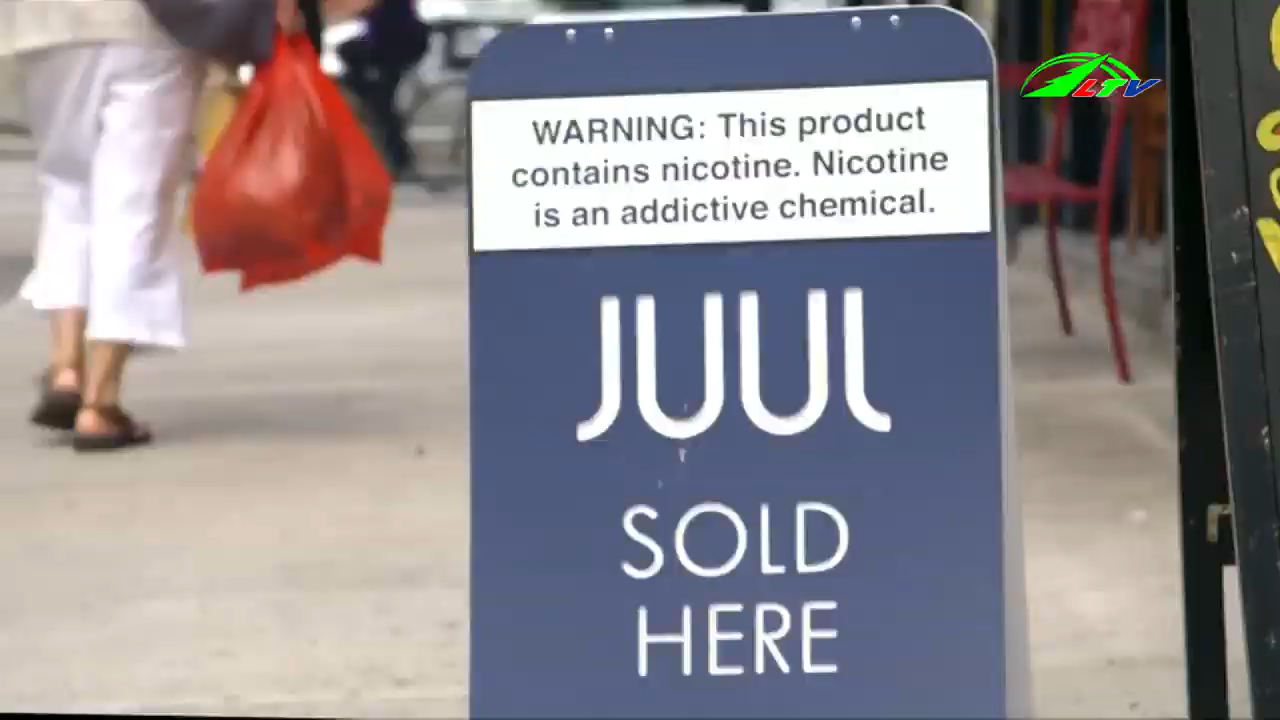 LTV
WARNING: This product
contains nicotine. Nicotine
is an addictive chemical.
JUUL
SOLD
HERE